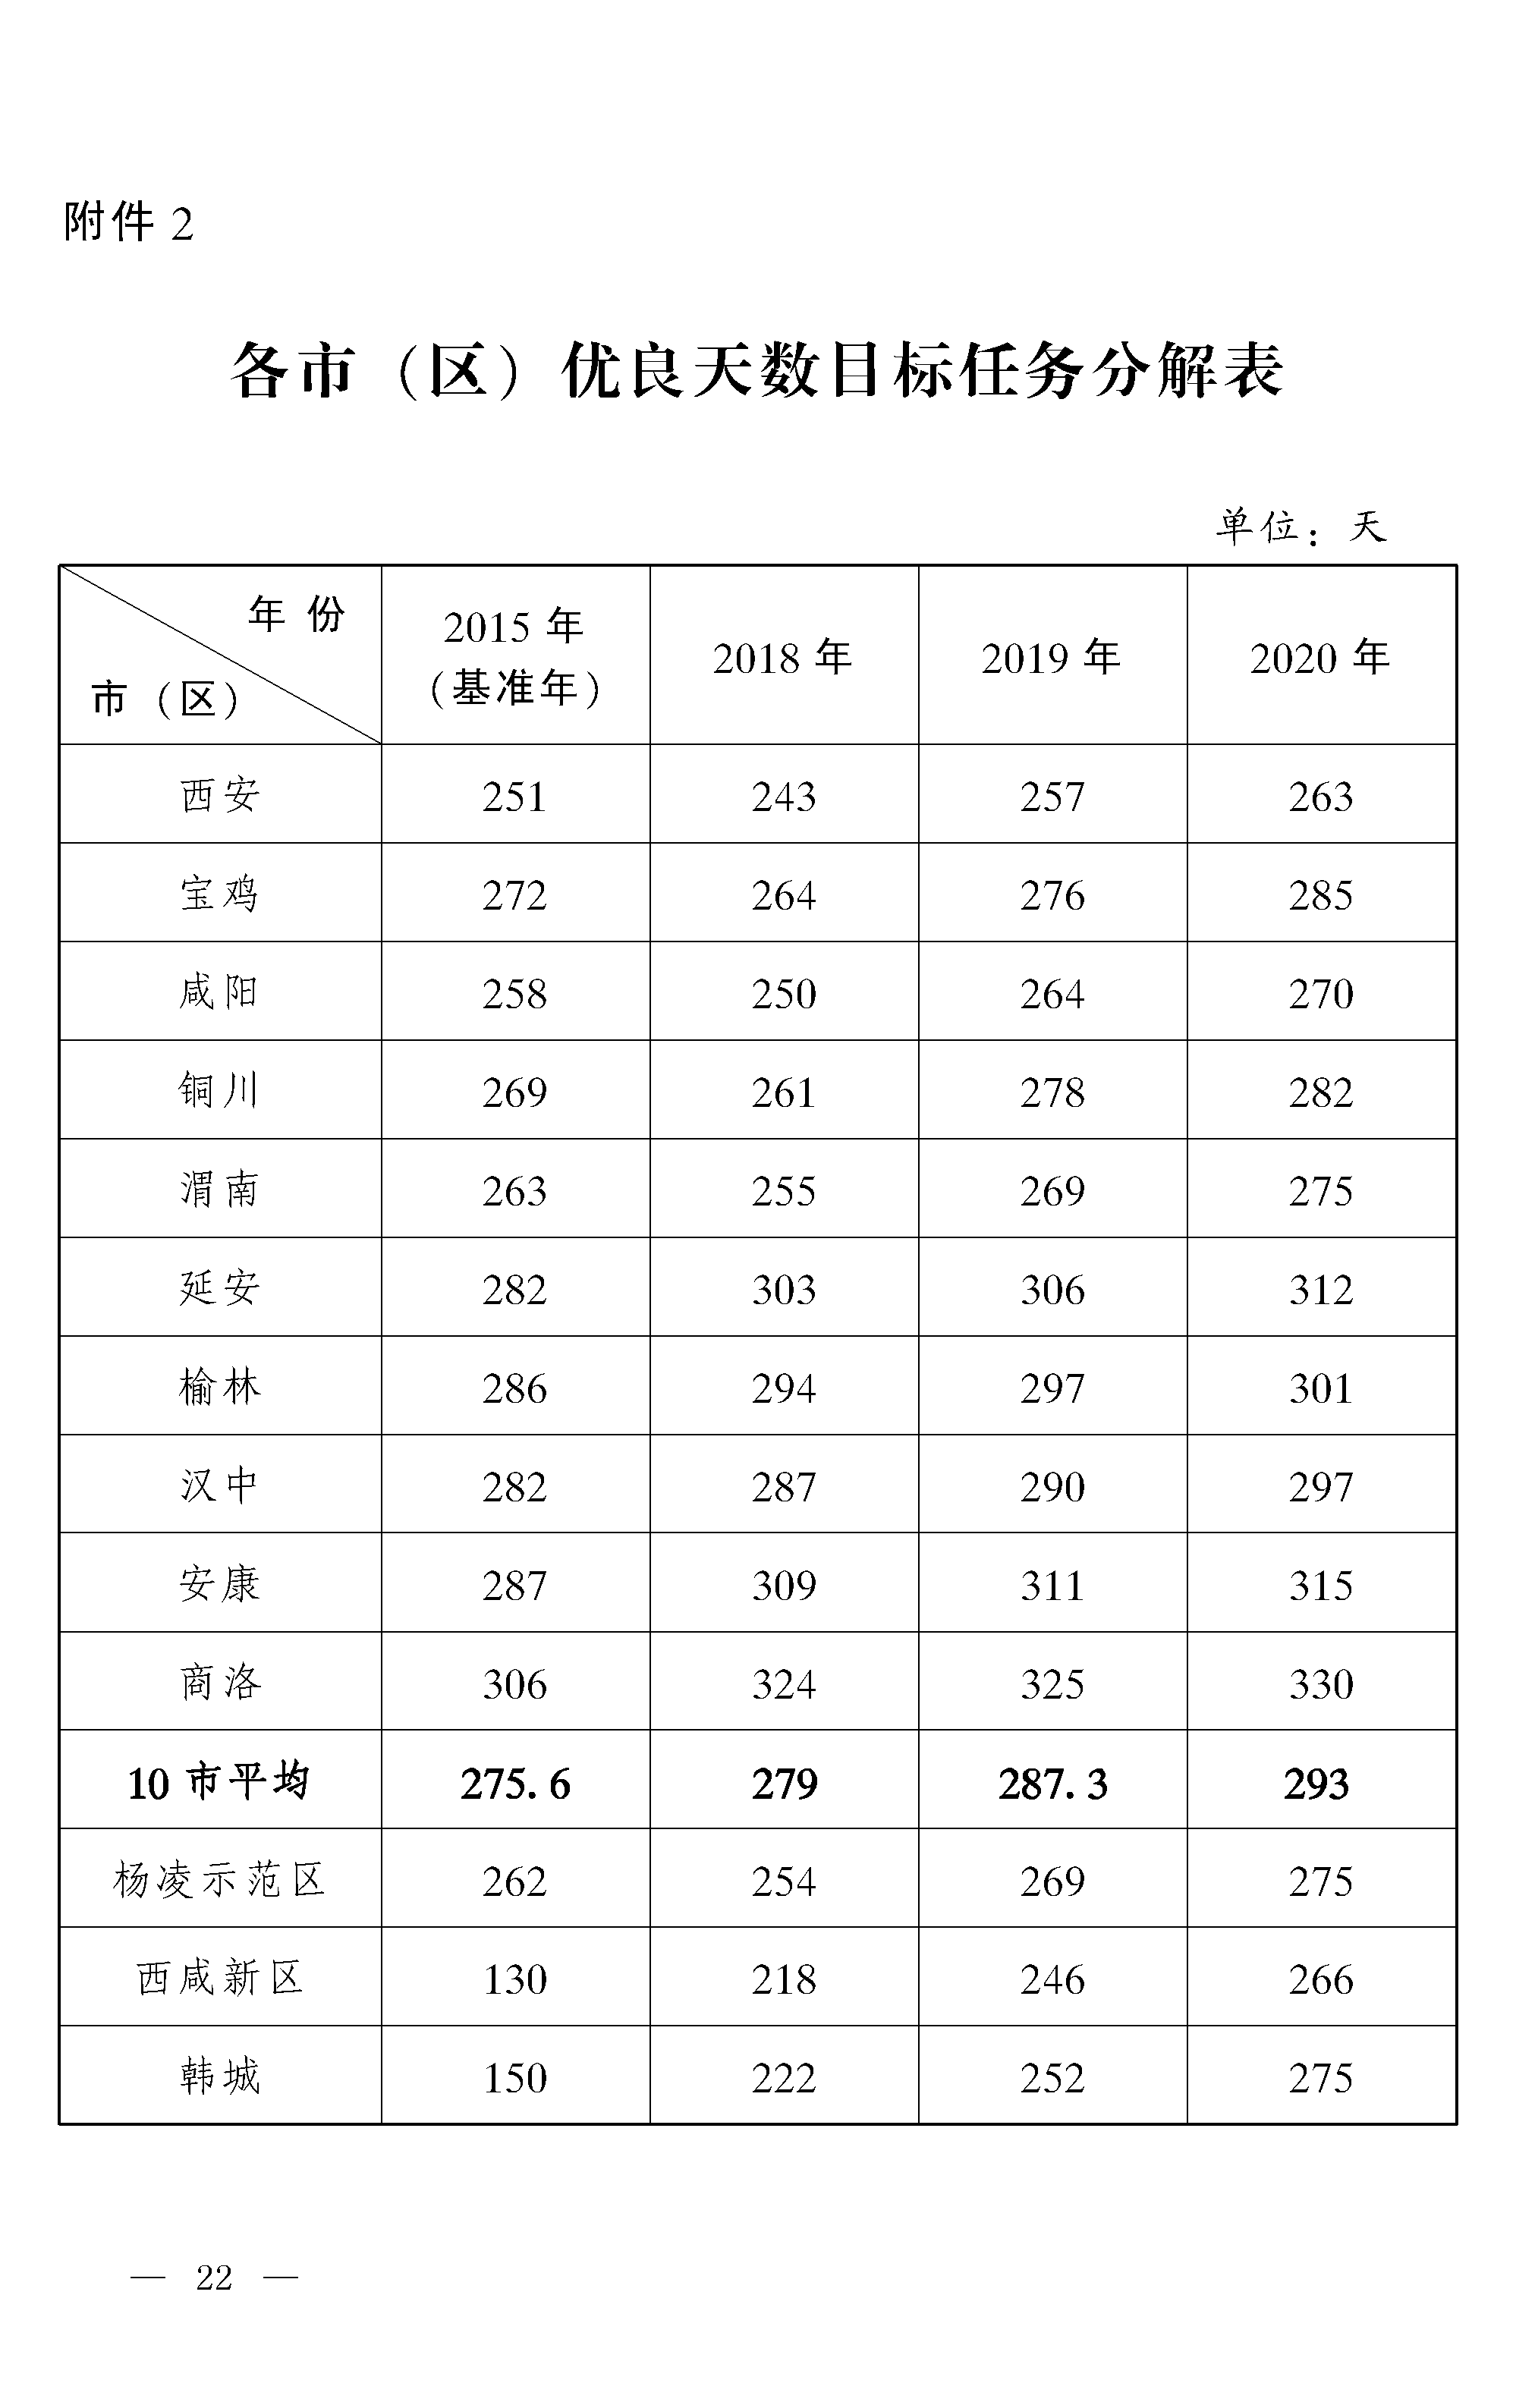 附件 2
各市（区）优良天数目标任务分解表
单位：天
年 份
市（区）
2015 年
（基准年）
2018 年
2019 年
2020 年
西安 251 243 257 263
宝鸡 272 264 276 285
咸阳 258 250 264 270
铜川 269 261 278 282
渭南 263 255 269 275
延安 282 303 306 312
榆林 286 294 297 301
汉中 282 287 290 297
安康 287 309 311 315
商洛 306 324 325 330
10 市平均 275. 6 279 287. 3 293
杨凌示范区 262 254 269 275
西咸新区 130 218 246 266
韩城 150 222 252 275
— 22 —